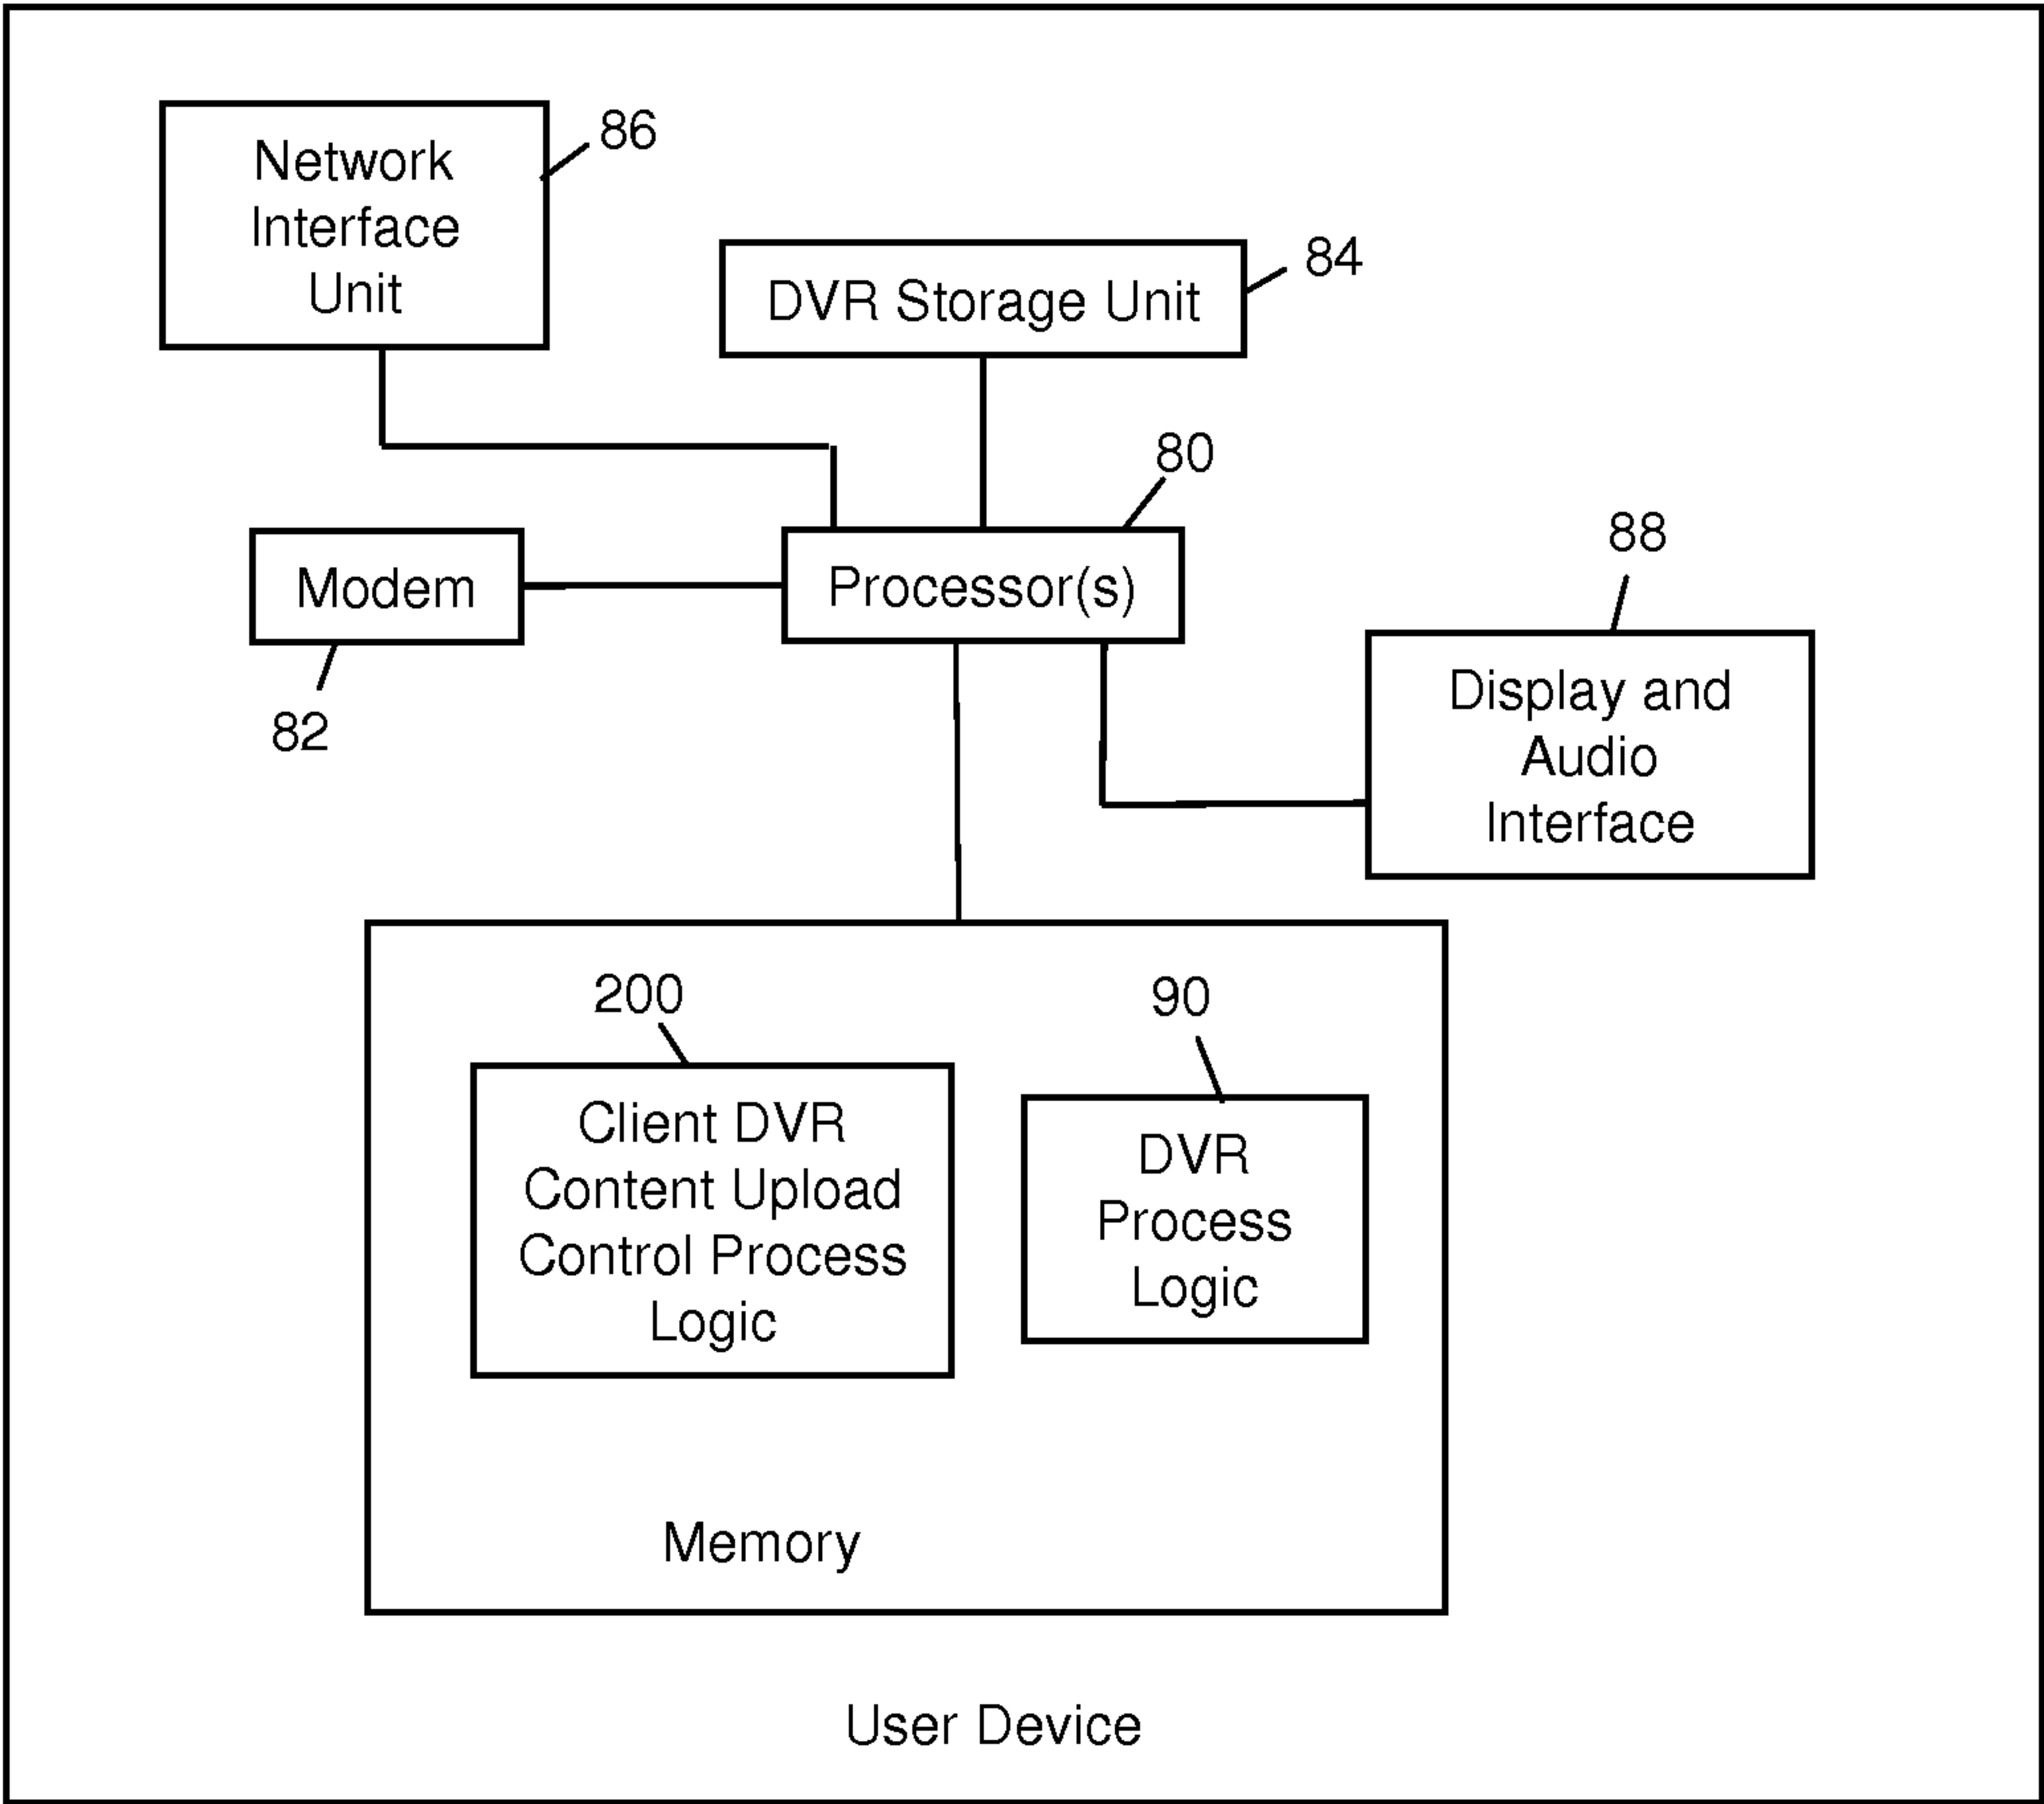 Network
Interface
Unit
86
DVR Storage Unit
84
80
Modem
82
Processor(s)
88
Display and
Audio
Interface
200
Client DVR
Content Upload
Control Process
Logic
90
DVR
Process
Logic
Memory
User Device